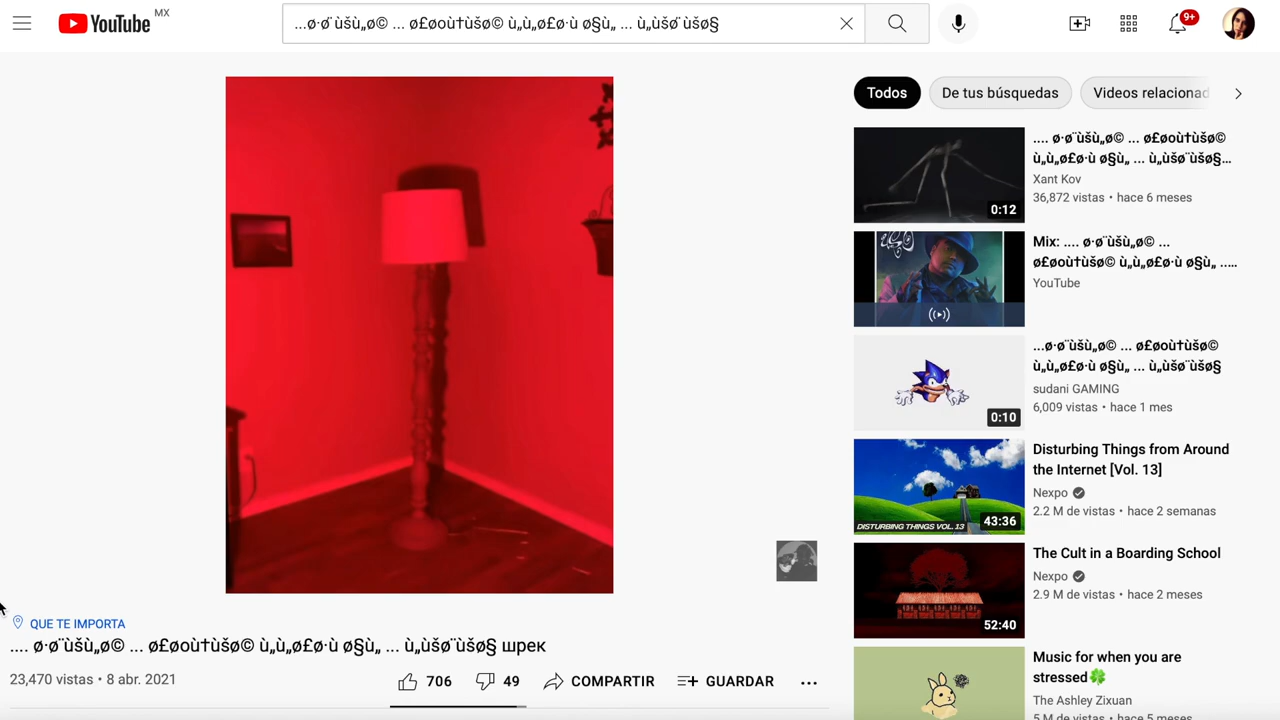 YouTube MX
...ø·ø¨ùšù„ø© ... ø£øoù†ùšø© ù„ù„ø£ø·ù ø§ù„ ... ù„ùšø¨ùšø§
9+
Todos
De tus búsquedas
Videos relacionad
.... ø·ø¨ùšù„ø© ...
ø£øoù†ùšø©
ù„ù„ø£ø·ù ø§ù„ ... ù„ùšø¨ùšø§...
Xant Kov
36,872 vistas • hace 6 meses
0:12
Mix: .... ø·ø¨ùšù„ø© ...
ø£øoù†ùšø© ù„ù„ø£ø·ù ø§ù„ .....
YouTube
...ø·ø¨ùšù„ø© ... ø£øoù†ùšø©
ù„ù„ø£ø·ù ø§ù„ ... ù„ùšø¨ùšø§
sudani GAMING
6,009 vistas • hace 1 mes
0:10
Disturbing Things from Around
the Internet [Vol. 13]
Nexpo
2.2 M de vistas • hace 2 semanas
DISTURBING THINGS VOL. 13
43:36
The Cult in a Boarding School
Nexpo
2.9 M de vistas • hace 2 meses
52:40
Music for when you are
stressed🍀
The Ashley Zixuan
5 M de vistas • hace 5 meses
QUE TE IMPORTA
.... ø·ø¨ùšù„ø© ... ø£øoù†ùšø© ù„ù„ø£ø·ù ø§ù„ ... ù„ùšø¨ùšø§ шрек
23,470 vistas • 8 abr. 2021
706
49
COMPARTIR
GUARDAR